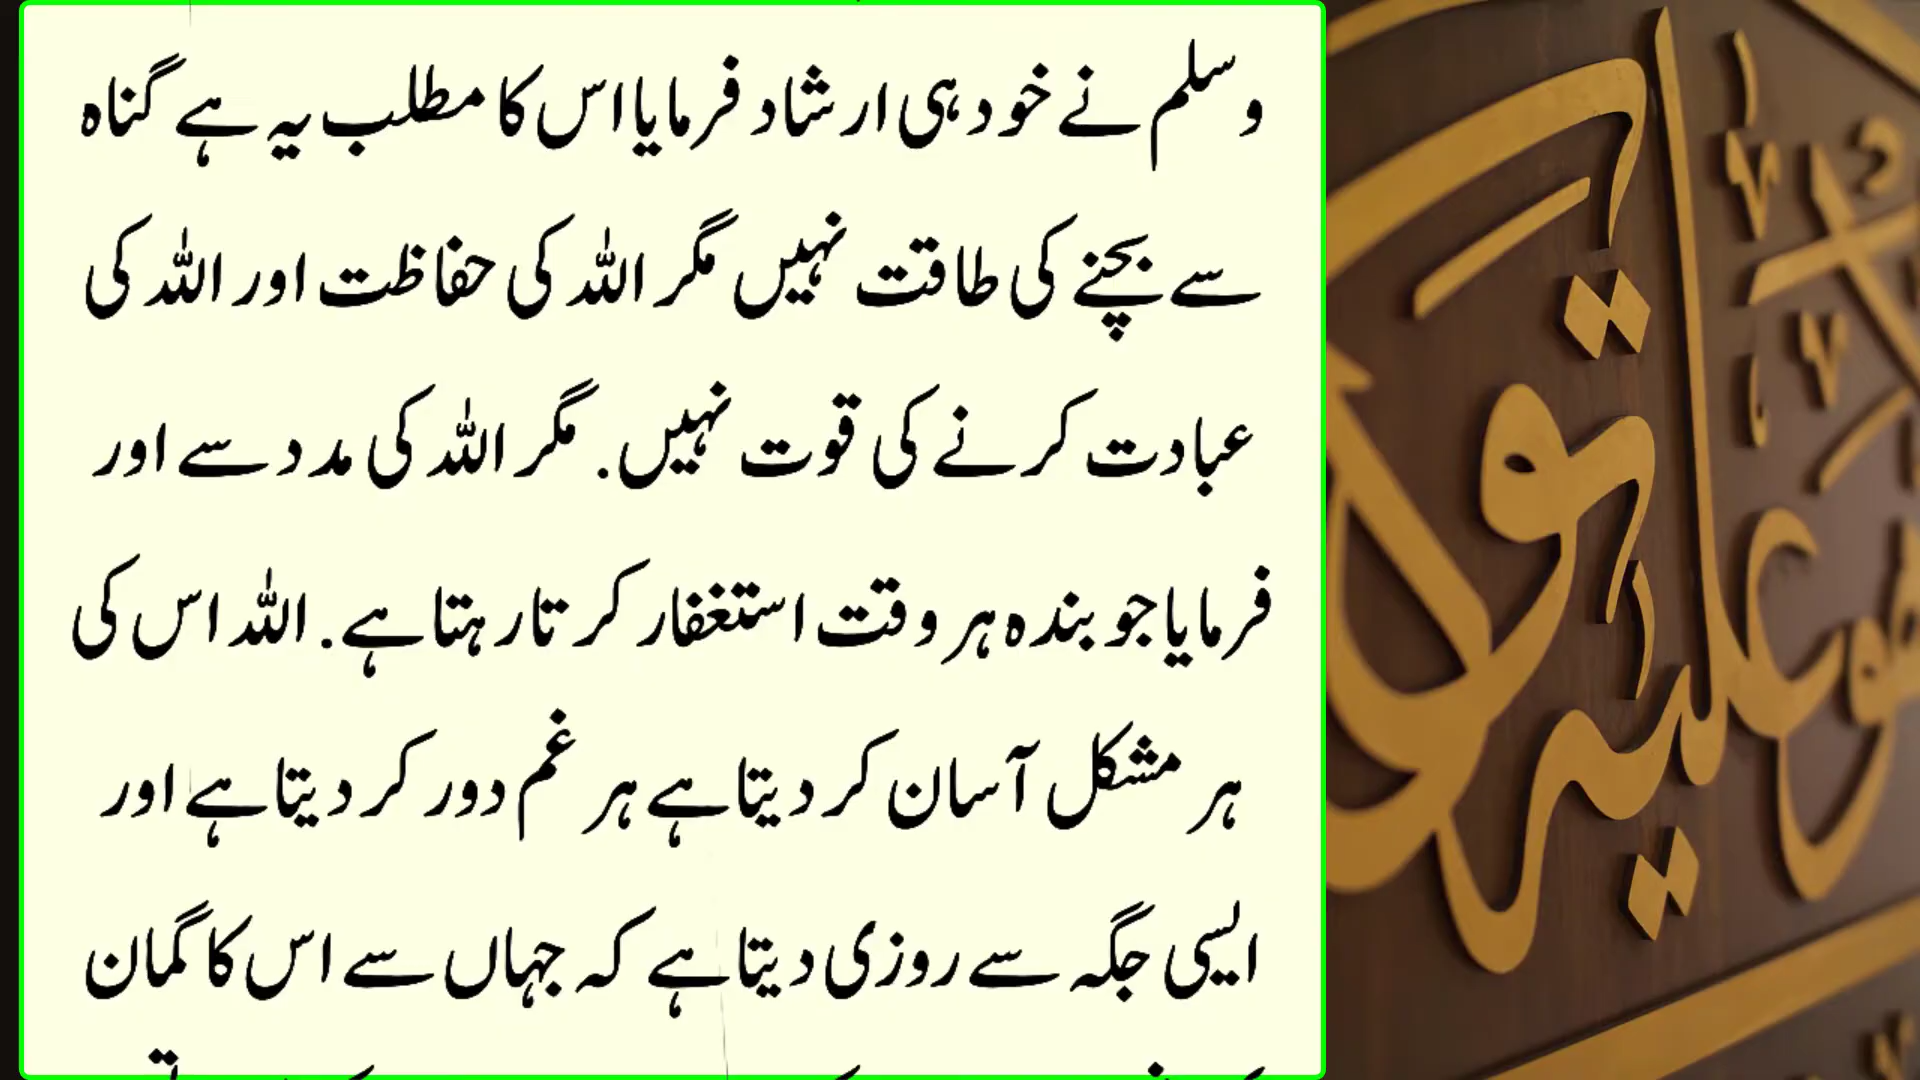 وسلم نے خود ہی ارشاد فرمایا اس کا مطلب یہ ہے گناہ
سے بچنے کی طاقت نہیں مگر اللہ کی حفاظت اور اللہ کی
عبادت کرنے کی قوت نہیں. مگر اللہ کی مدد سے اور
فرمایا جو بندہ ہر وقت استغفار کرتا رہتا ہے. اللہ اس کی
ہر مشکل آسان کر دیتا ہے ہر غم دور کر دیتا ہے اور
ایسی جگہ سے روزی دیتا ہے کہ جہاں سے اس کا گمان